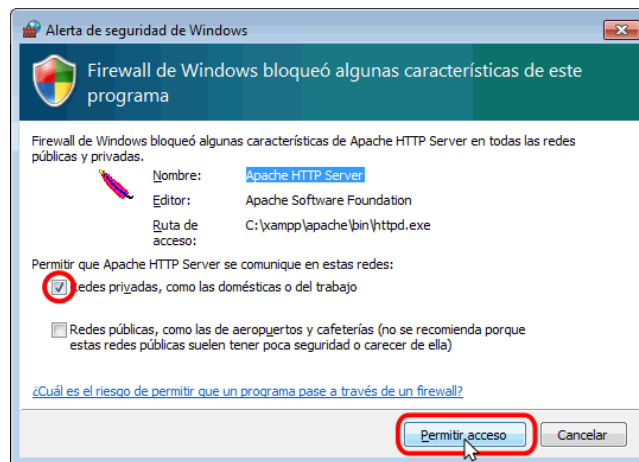 Alerta de seguridad de Windows
Firewall de Windows bloqueó algunas características de este
programa
Firewall de Windows bloqueó algunas características de Apache HTTP Server en todas las redes
públicas y privadas.
Nombre: Apache HTTP Server
Editor: Apache Software Foundation
Ruta de C:\xampp\apache\bin\httpd.exe
acceso:
Permitir que Apache HTTP Server se comunique en estas redes:
Redes privadas, como las domésticas o del trabajo
Redes públicas, como las de aeropuertos y cafeterías (no se recomienda porque
estas redes públicas suelen tener poca seguridad o carecer de ella)
¿Cuál es el riesgo de permitir que un programa pase a través de un firewall?
Permitir acceso Cancelar